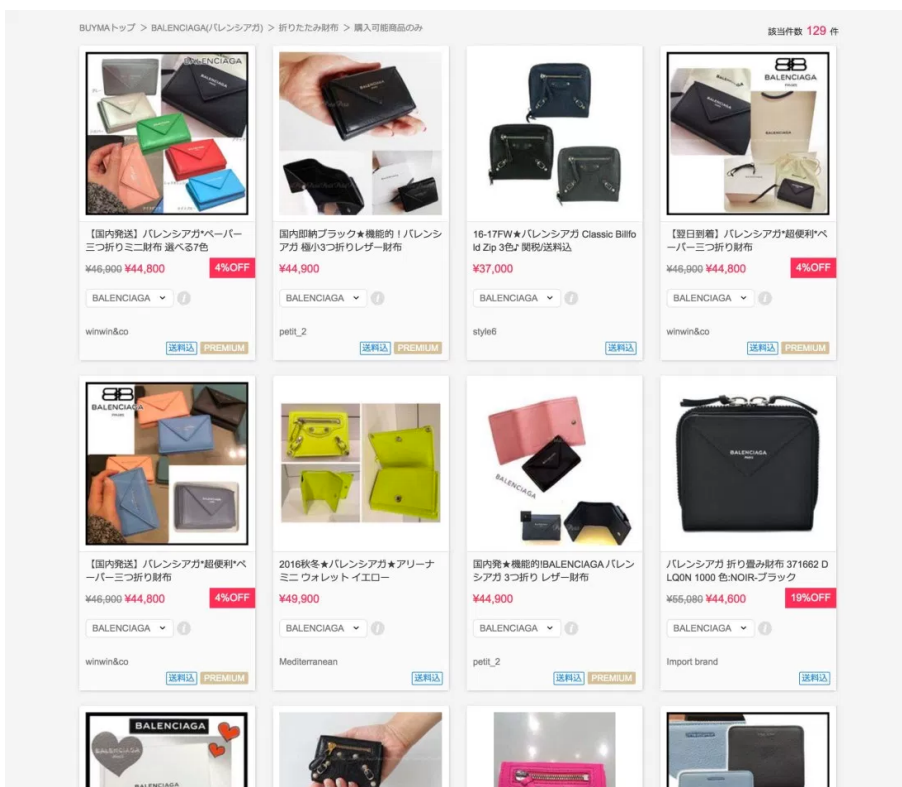 BUYMAトップ > BALENCIAGA(バレンシアガ) > 折りたたみ財布 > 購入可能商品のみ
該当件数 129 件
BALENCIAGA
BALENCIAGA
【国内発送】バレンシアガ*ペーパー
三つ折りミニ財布 選べる7色
¥46,900 ¥44,800
4%OFF
BALENCIAGA
winwin&co
送料込
PREMIUM
国内即納ブラック★機能的！バレンシ
アガ 極小3つ折りレザー財布
¥44,900
BALENCIAGA
petit_2
送料込
PREMIUM
16-17FW★バレンシアガ Classic Billfo
ld Zip 3色♪ 関税/送料込
¥37,000
BALENCIAGA
style6
送料込
BALENCIAGA
【翌日到着】バレンシアガ*超便利*ペ
ーパー三つ折り財布
¥46,900 ¥44,800
4%OFF
BALENCIAGA
winwin&co
送料込
PREMIUM
BALENCIAGA
【国内発送】バレンシアガ*超便利*ペ
ーパー三つ折り財布
¥46,900 ¥44,800
4%OFF
BALENCIAGA
winwin&co
送料込
PREMIUM
2016秋冬★バレンシアガ★アリーナ
ミニ ウォレット イエロー
¥49,900
BALENCIAGA
Mediterranean
送料込
BALENCIAGA
国内発★機能的!BALENCIAGA バレン
シアガ 3つ折り レザー財布
¥44,900
BALENCIAGA
petit_2
送料込
PREMIUM
BALENCIAGA
バレンシアガ 折り畳み財布 371662 D
LQ0N 1000 色:NOIR-ブラック
¥55,080 ¥44,600
19%OFF
BALENCIAGA
Import brand
送料込
BALENCIAGA
BALENCIAGA
BALENCIAGA